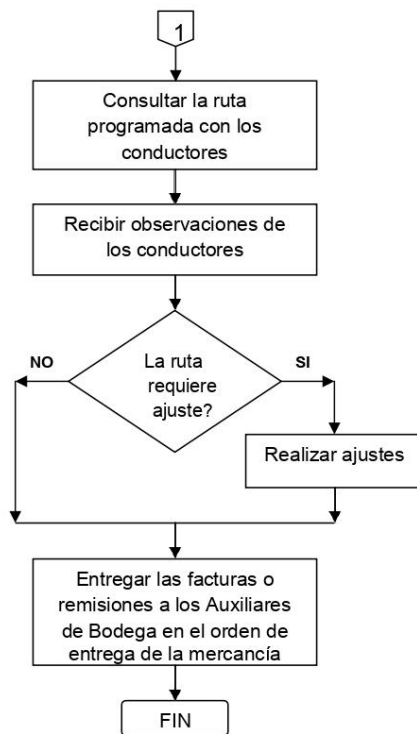 1
Consultar la ruta
programada con los
conductores
Recibir observaciones de
los conductores
NO
La ruta
requiere
ajuste?
SI
Realizar ajustes
Entregar las facturas o
remisiones a los Auxiliares
de Bodega en el orden de
entrega de la mercancía
FIN